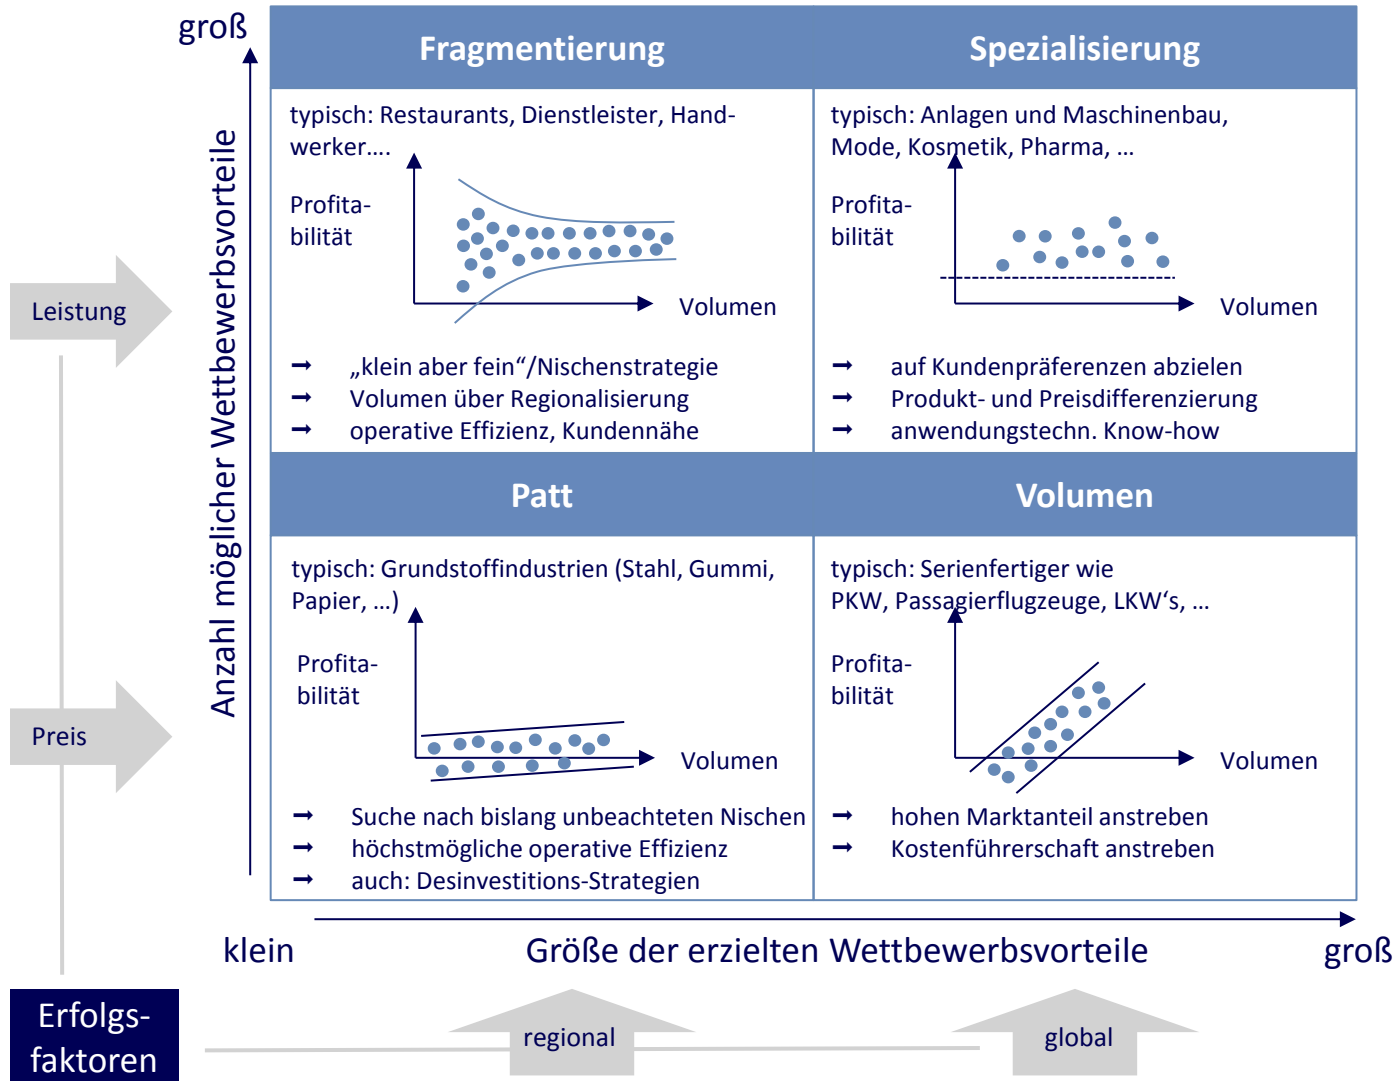 groß
Anzahl möglicher Wettbewerbsvorteile
Fragmentierung
typisch: Restaurants, Dienstleister, Hand-
werker....
Profita-
bilität
Volumen
➞ „klein aber fein“/Nischenstrategie
➞ Volumen über Regionalisierung
➞ operative Effizienz, Kundennähe
Spezialisierung
typisch: Anlagen und Maschinenbau,
Mode, Kosmetik, Pharma, ...
Profita-
bilität
Volumen
➞ auf Kundenpräferenzen abzielen
➞ Produkt- und Preisdifferenzierung
➞ anwendungstechn. Know-how
Leistung
Patt
typisch: Grundstoffindustrien (Stahl, Gummi,
Papier, ...)
Profita-
bilität
Volumen
➞ Suche nach bislang unbeachteten Nischen
➞ höchstmögliche operative Effizienz
➞ auch: Desinvestitions-Strategien
Volumen
typisch: Serienfertiger wie
PKW, Passagierflugzeuge, LKW‘s, ...
Profita-
bilität
Volumen
➞ hohen Marktanteil anstreben
➞ Kostenführerschaft anstreben
Preis
klein
Größe der erzielten Wettbewerbsvorteile
groß
Erfolgs-
faktoren
regional
global